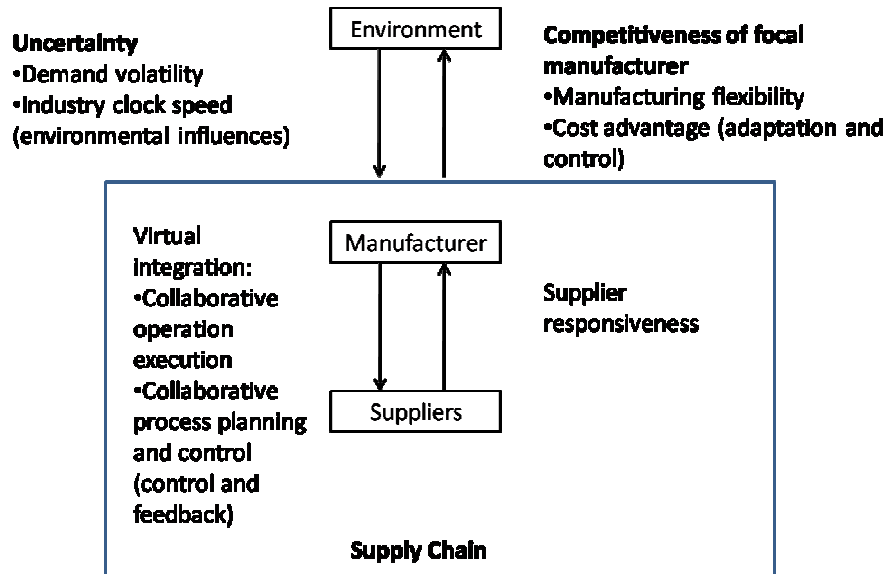 Environment
Uncertainty
•Demand volatility
•Industry clock speed
(environmental influences)
Competitiveness of focal
manufacturer
•Manufacturing flexibility
•Cost advantage (adaptation and
control)
Virtual
integration:
•Collaborative
operation
execution
•Collaborative
process planning
and control
(control and
feedback)
Manufacturer
Suppliers
Supplier
responsiveness
Supply Chain